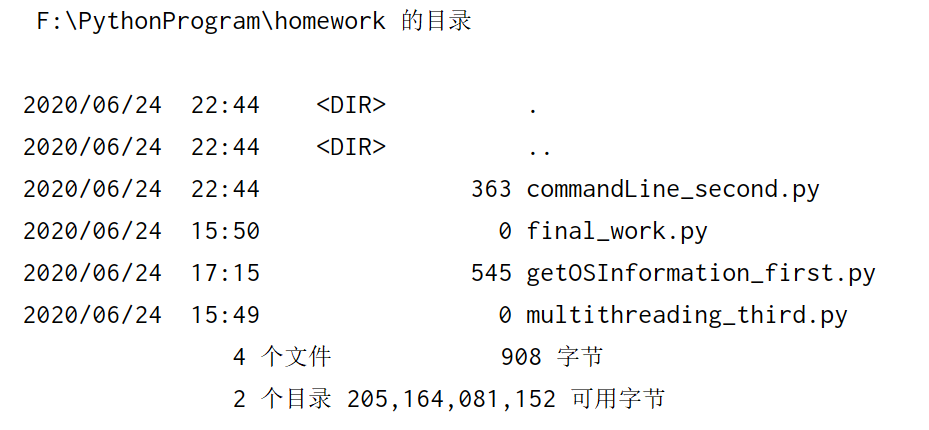 F:\PythonProgram\homework 的目录
2020/06/24  22:44    <DIR>          .
2020/06/24  22:44    <DIR>          ..
2020/06/24  22:44               363 commandLine_second.py
2020/06/24  15:50                 0 final_work.py
2020/06/24  17:15               545 getOSInformation_first.py
2020/06/24  15:49                 0 multithreading_third.py
4 个文件            908 字节
2 个目录 205,164,081,152 可用字节